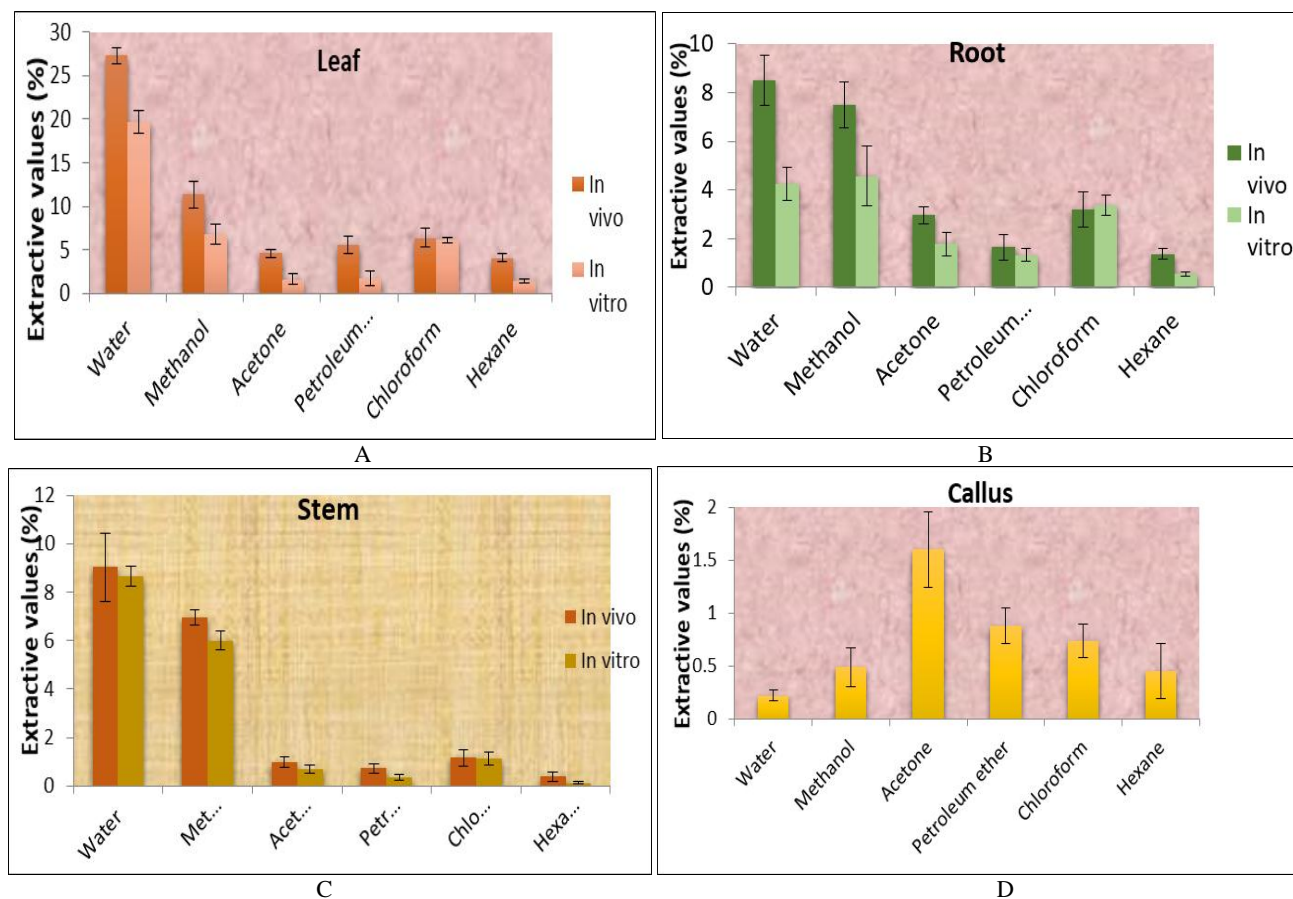 Leaf
Extractive values (%)
30
25
20
15
10
5
0
Water
Methanol
Acetone
Petroleum...
Chloroform
Hexane
In
vivo
In
vitro
A
Root
Extractive values (%)
10
8
6
4
2
0
Water
Methanol
Acetone
Petroleum...
Chloroform
Hexane
In
vivo
In
vitro
B
Stem
Extractive values (%)
12
10
8
6
4
2
0
Water
Met...
Acet...
Petr...
Chlo...
Hexa...
In vivo
In vitro
C
Callus
Extractive values (%)
2
1.5
1
0.5
0
Water
Methanol
Acetone
Petroleum ether
Chloroform
Hexane
D